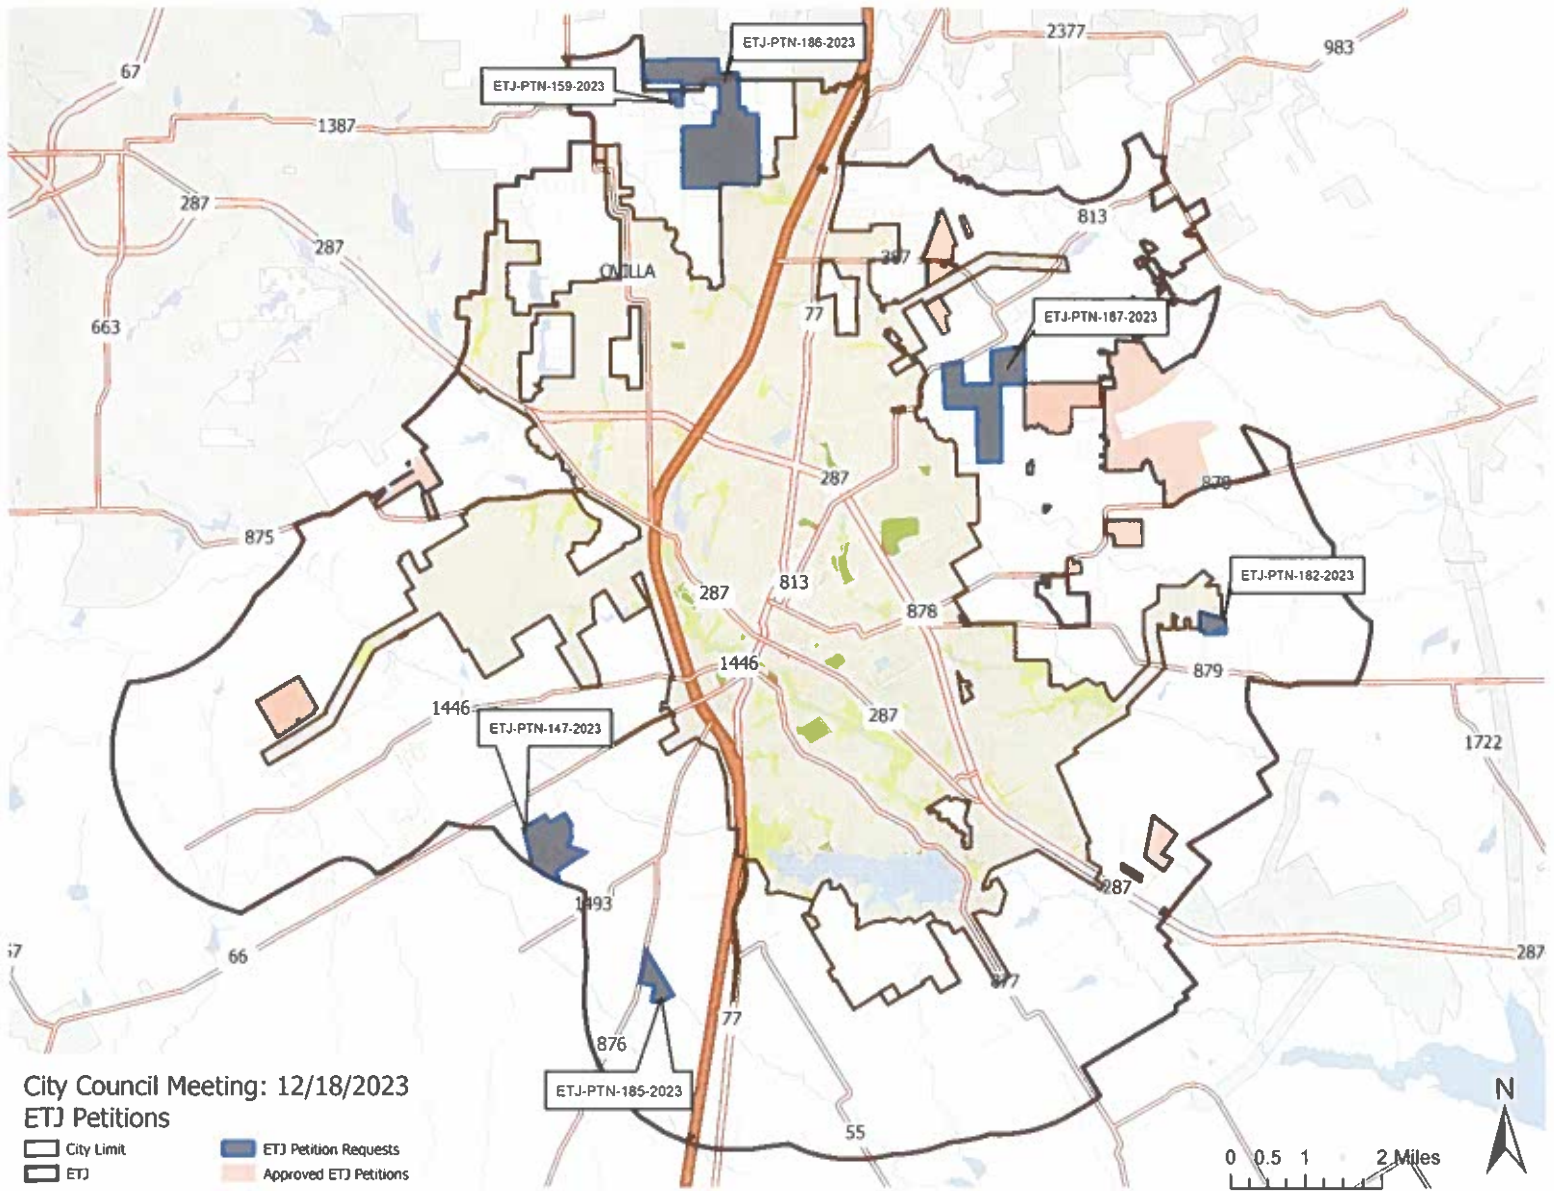 ETJ-PTN-186-2023
2377
983
67
ETJ-PTN-159-2023
1387
287
813
287
OVILLA
77
ETJ-PTN-187-2023
663
287
879
875
ETJ-PTN-182-2023
813
287
878
1446
879
1446
287
ETJ-PTN-147-2023
1722
287
1493
66
287
877
77
876
ETJ-PTN-185-2023
55
City Council Meeting: 12/18/2023
ETJ Petitions
City Limit
ETJ Petition Requests
ETJ
Approved ETJ Petitions
N
0 0.5 1 2 Miles